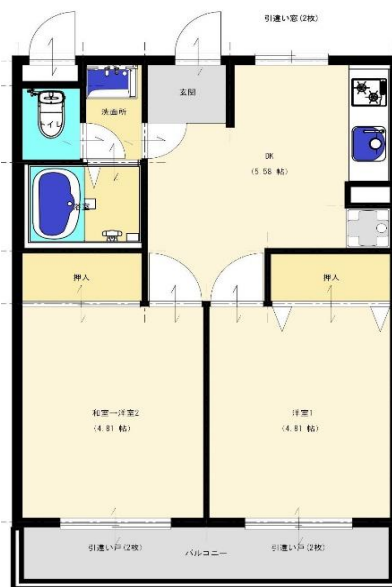 引違い窓(2枚)
玄関
洗面所
トイレ
DK
(5.58 帖)
浴室
押入
押入
和室→洋室2
(4.81 帖)
洋室1
(4.81 帖)
引違い戸(2枚)
バルコニー
引違い戸(2枚)